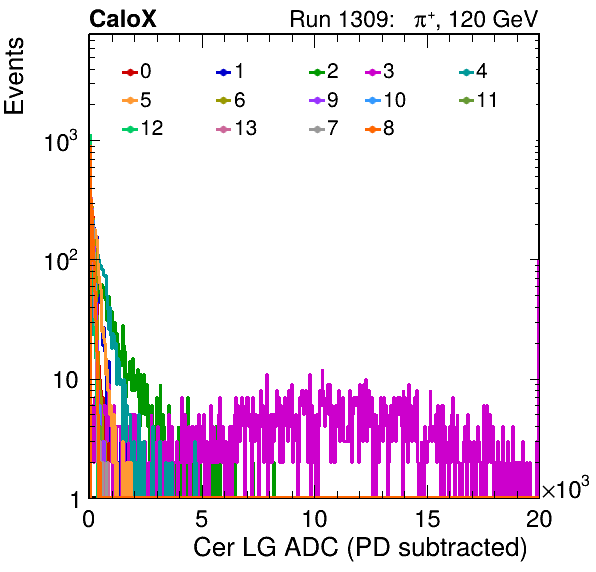 CaloX Run 1309: π⁺, 120 GeV
Events
0 1 2 3 4
5 6 9 10 11
12 13 7 8
10³
10²
10
1
0 5 10 15 20 ×10³
Cer LG ADC (PD subtracted)